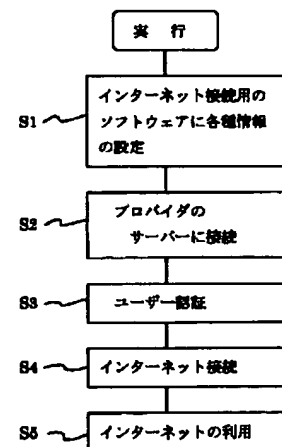 実 行
S1
インターネット接続用の
ソフトウェアに各種情報
の設定
S2
プロバイダの
サーバーに接続
S3
ユーザー認証
S4
インターネット接続
S5
インターネットの利用